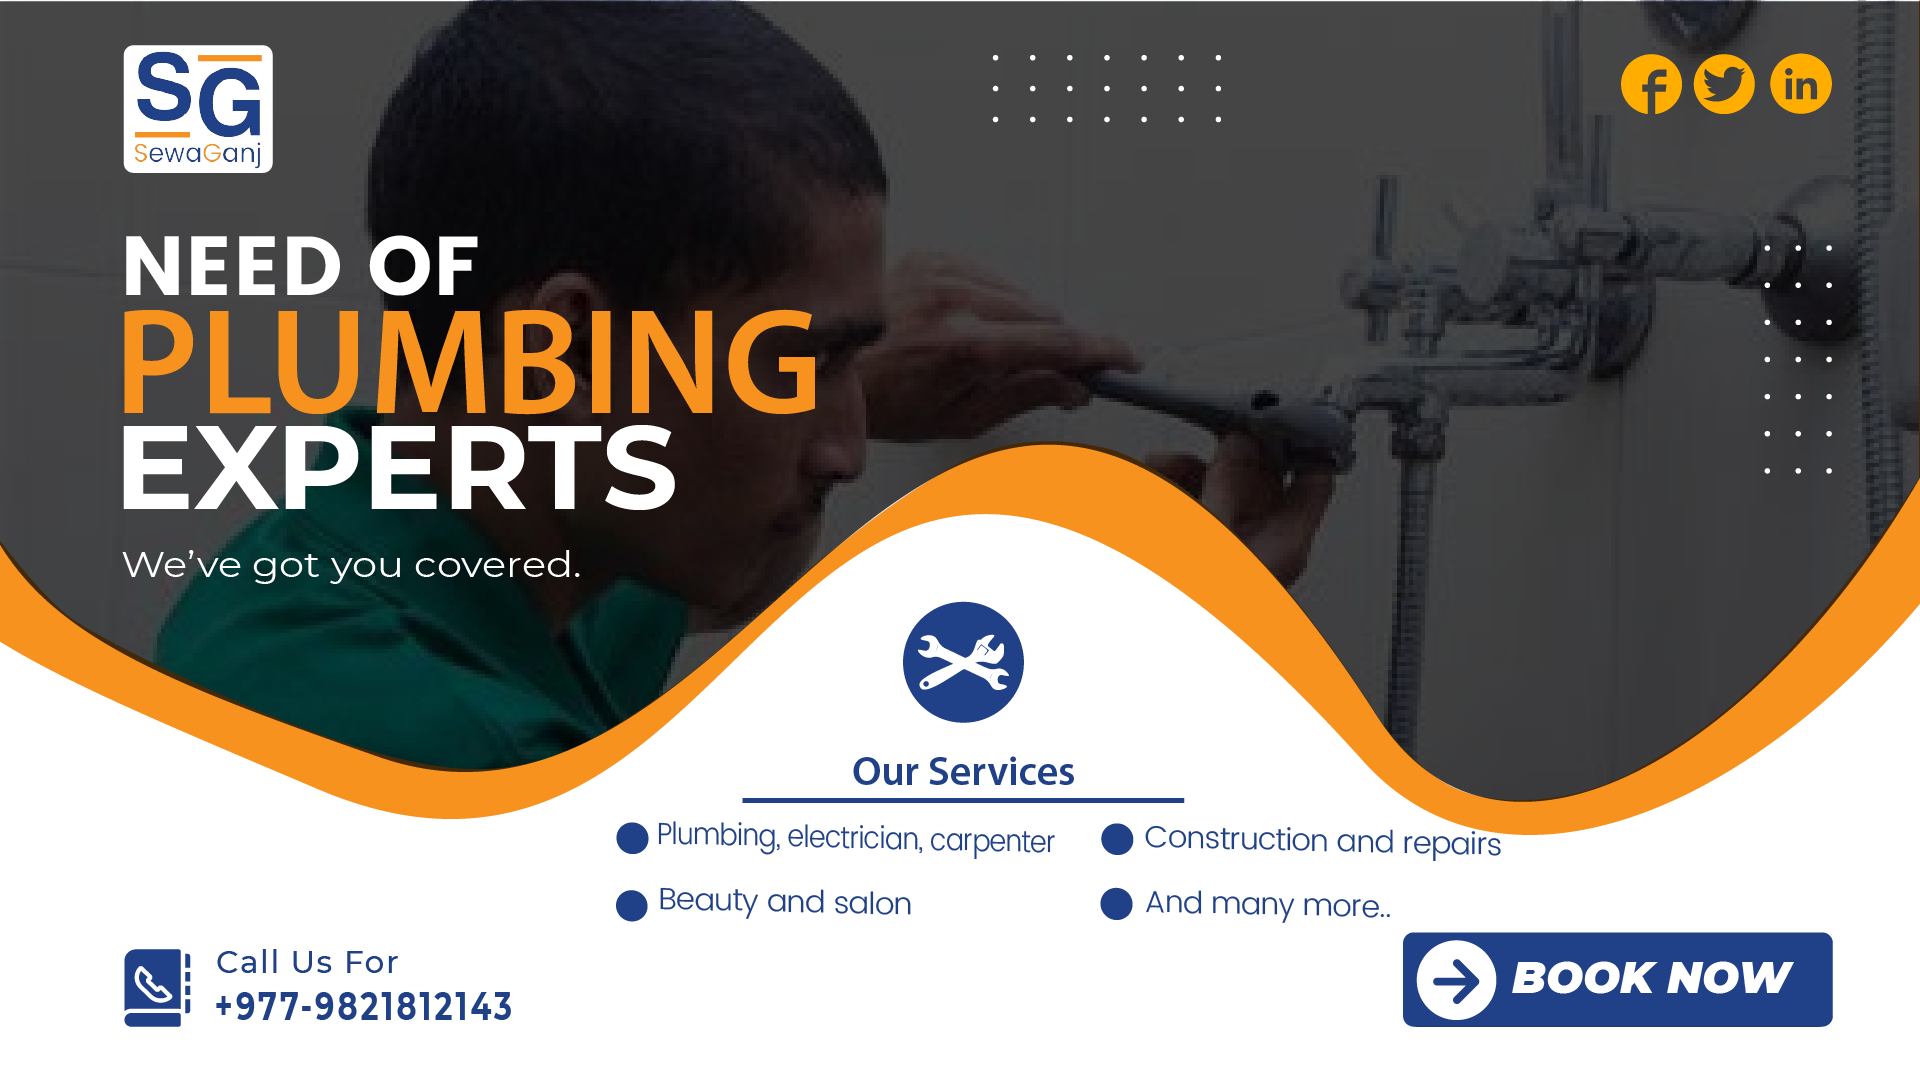 SG
SewaGanj
NEED OF
PLUMBING
EXPERTS
We've got you covered.
Our Services
Plumbing, electrician, carpenter
Construction and repairs
Beauty and salon
And many more..
Call Us For
+977-9821812143
BOOK NOW